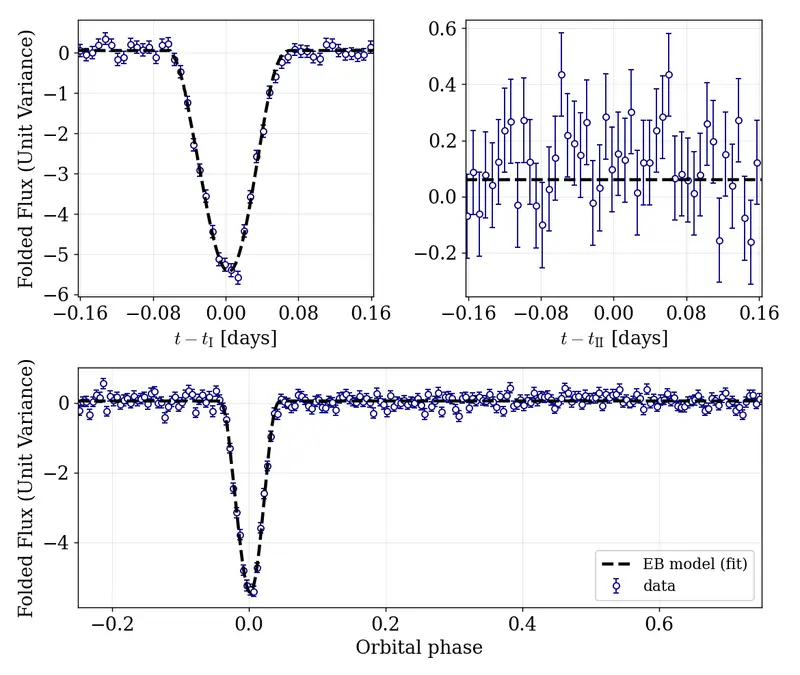 Folded Flux (Unit Variance)
0
−1
−2
−3
−4
−5
−6
−0.16 −0.08 0.00 0.08 0.16
t − tI [days]
0.6
0.4
0.2
0.0
−0.2
−0.16 −0.08 0.00 0.08 0.16
t − tII [days]
Folded Flux (Unit Variance)
0
−2
−4
−0.2 0.0 0.2 0.4 0.6
Orbital phase
EB model (fit)
data